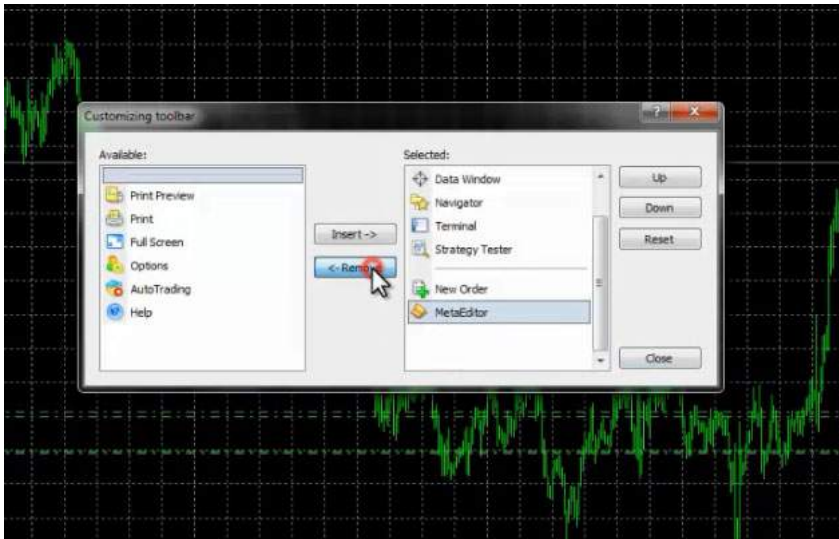 Customizing toolbar
Available:
Print Preview
Print
Full Screen
Options
AutoTrading
Help
Insert ->
<- Remove
Selected:
Data Window
Navigator
Terminal
Strategy Tester
New Order
MetaEditor
Up
Down
Reset
Close